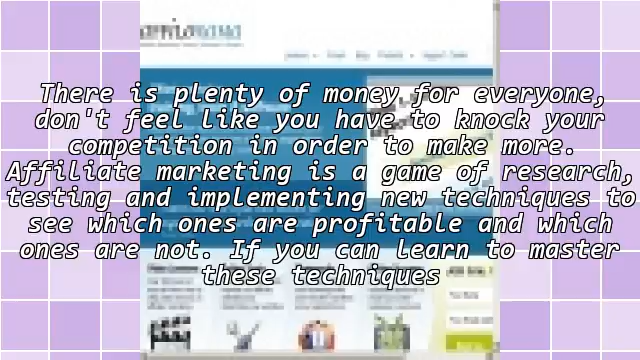 There is plenty of money for everyone,
don't feel like you have to knock your
competition in order to make more.
Affiliate marketing is a game of research,
testing and implementing new techniques to
see which ones are profitable and which
ones are not. If you can learn to master
these techniques